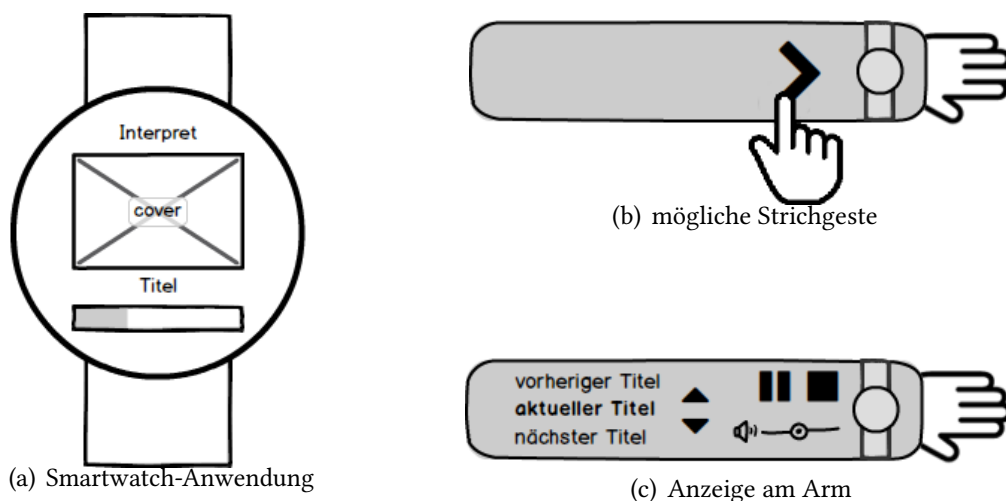 Interpret
cover
Titel
(a) Smartwatch-Anwendung
(b) mögliche Strichgeste
vorheriger Titel
aktueller Titel
nächster Titel
(c) Anzeige am Arm